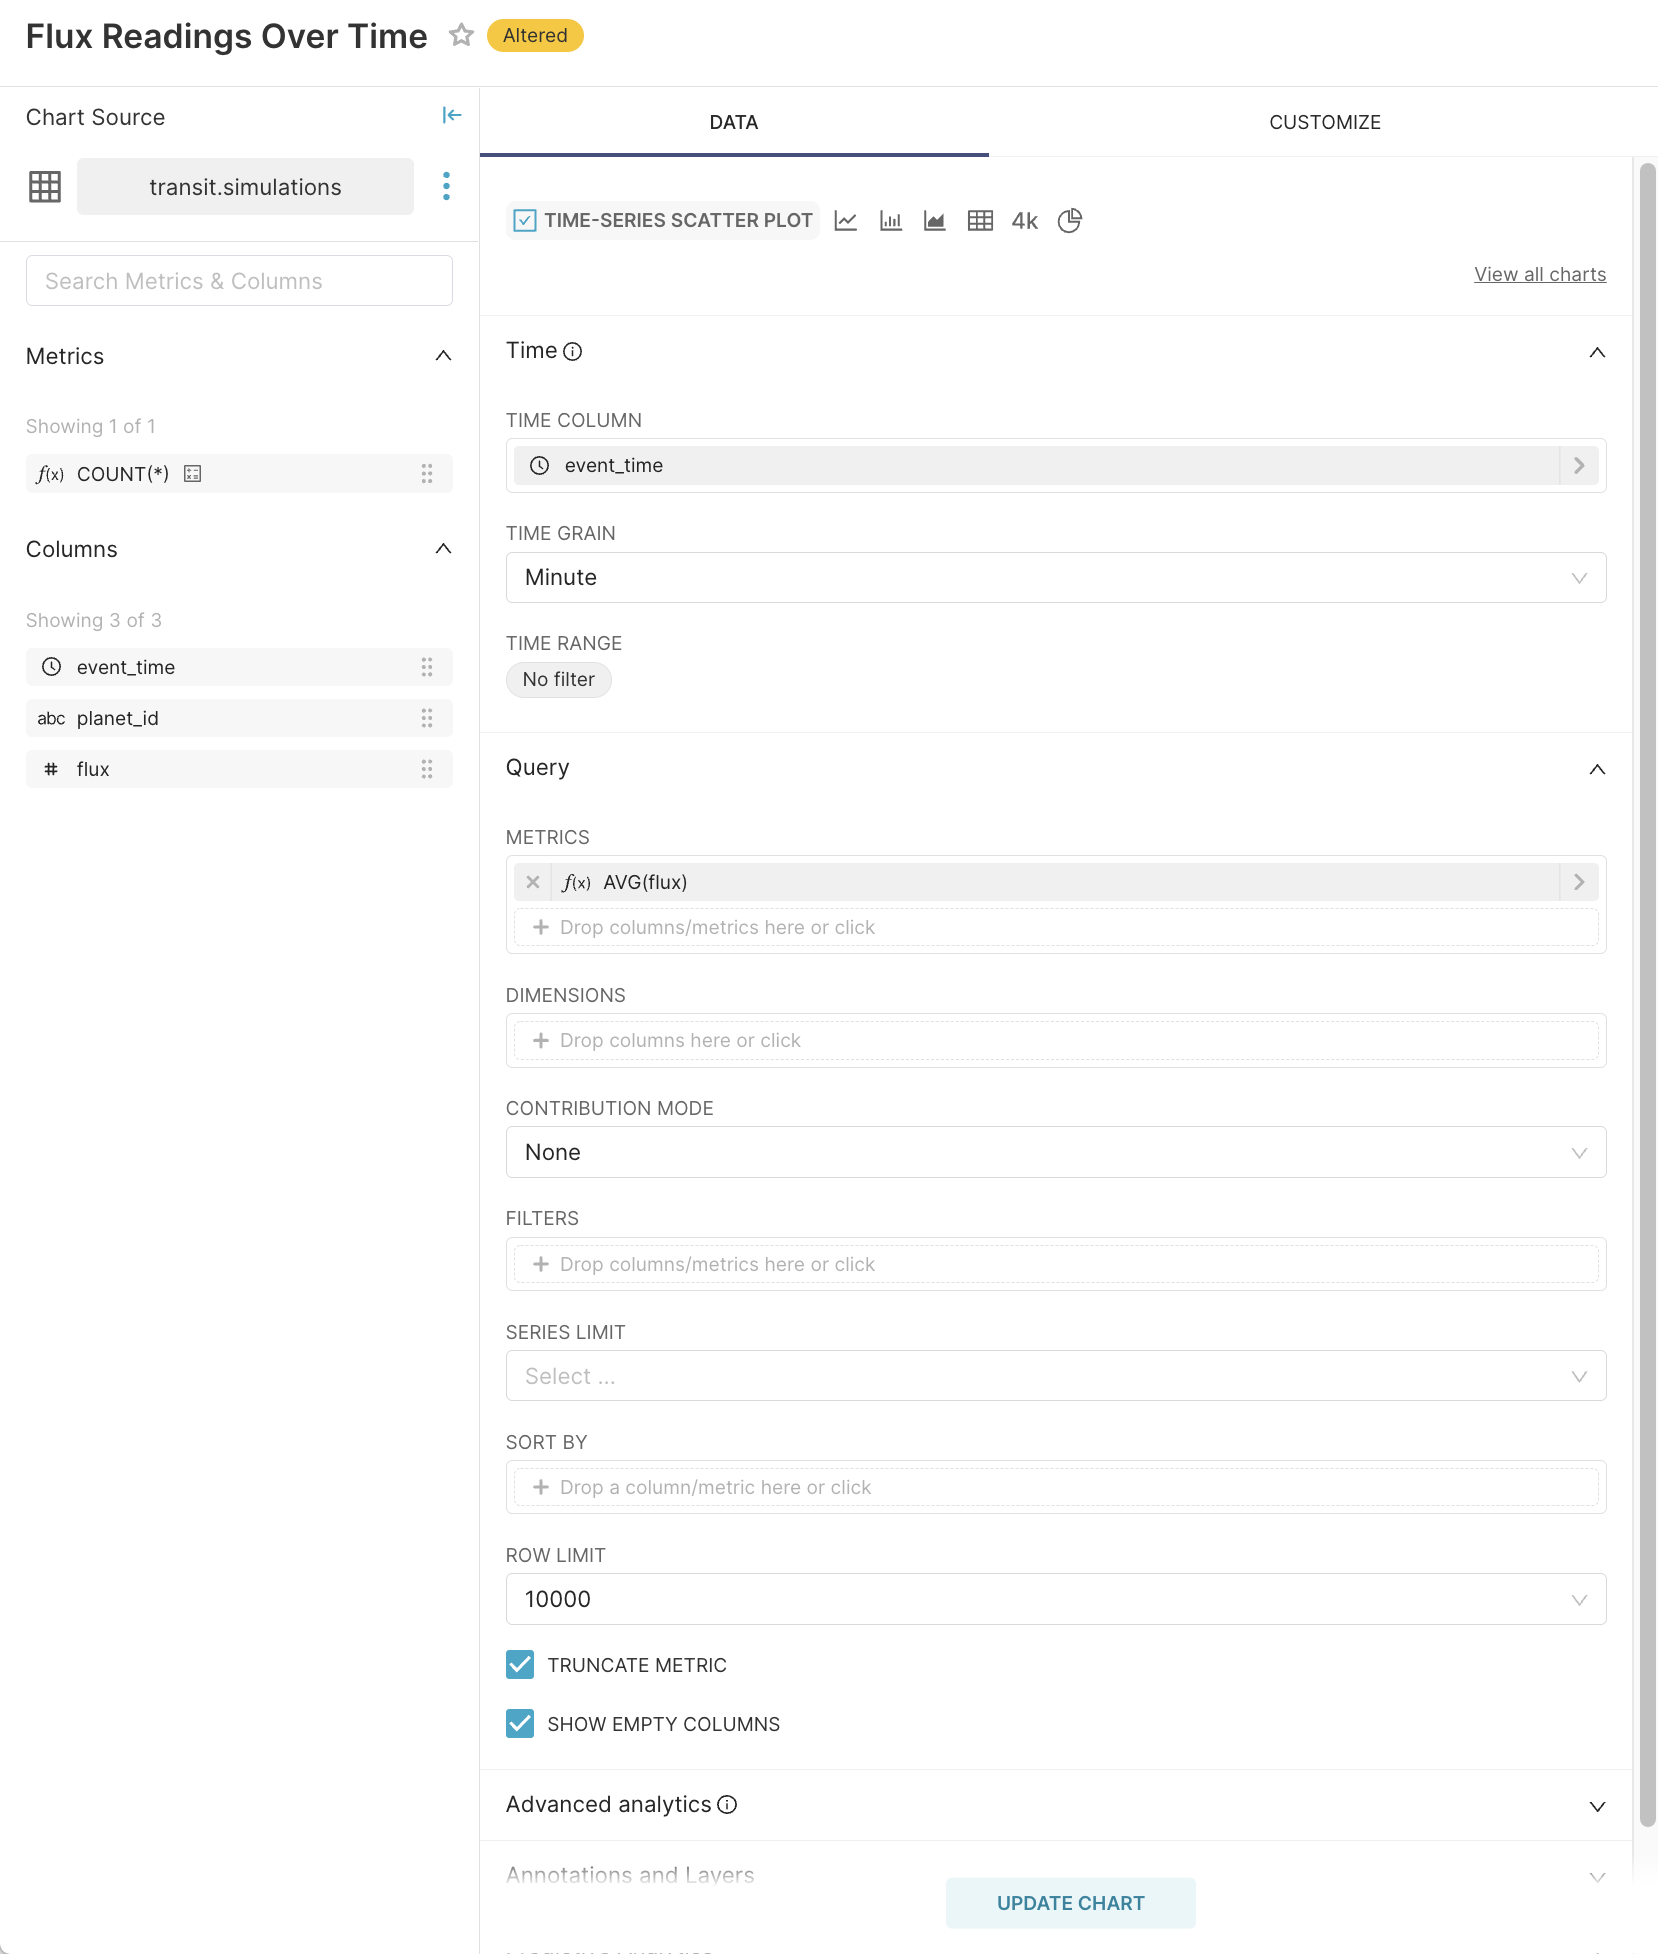 Flux Readings Over Time
Altered
Chart Source
transit.simulations
Search Metrics & Columns
Metrics
Showing 1 of 1
f(x) COUNT(*)
Columns
Showing 3 of 3
event_time
abc planet_id
# flux
DATA
CUSTOMIZE
TIME-SERIES SCATTER PLOT
4k
View all charts
Time
TIME COLUMN
event_time
TIME GRAIN
Minute
TIME RANGE
No filter
Query
METRICS
f(x) AVG(flux)
+ Drop columns/metrics here or click
DIMENSIONS
+ Drop columns here or click
CONTRIBUTION MODE
None
FILTERS
+ Drop columns/metrics here or click
SERIES LIMIT
Select ...
SORT BY
+ Drop a column/metric here or click
ROW LIMIT
10000
TRUNCATE METRIC
SHOW EMPTY COLUMNS
Advanced analytics
Annotations and Layers
UPDATE CHART